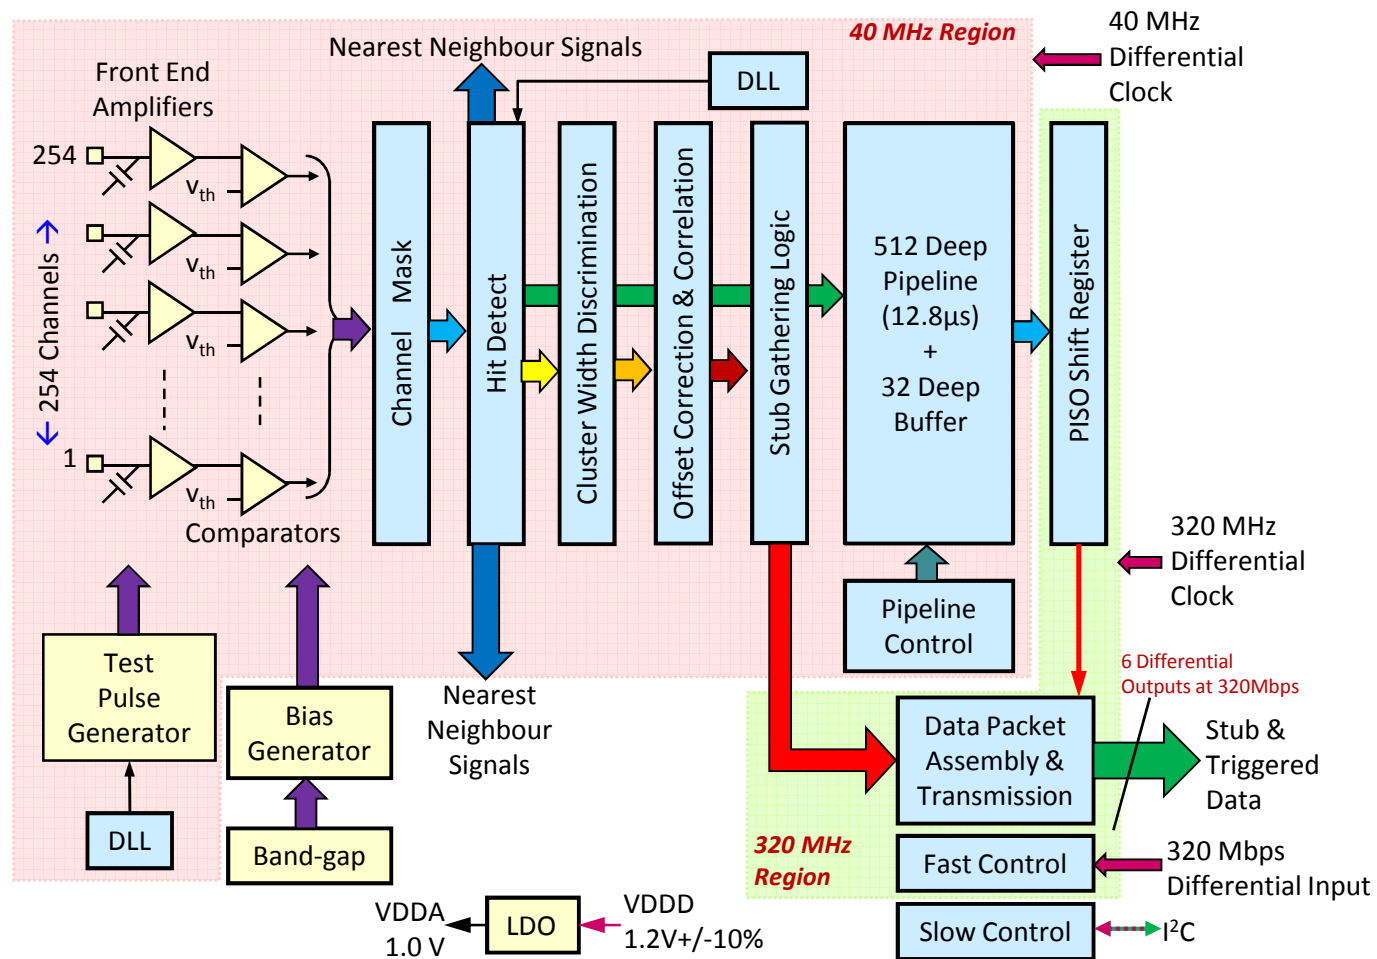 40 MHz Region
40 MHz
Differential
Clock
Nearest Neighbour Signals
Front End
Amplifiers
DLL
254
1
← 254 Channels →
V_th
V_th
V_th
V_th
Comparators
Channel Mask
Hit Detect
Cluster Width Discrimination
Offset Correction & Correlation
Stub Gathering Logic
512 Deep
Pipeline
(12.8µs)
+
32 Deep
Buffer
PISO Shift Register
320 MHz
Differential
Clock
Pipeline
Control
Test
Pulse
Generator
DLL
Bias
Generator
Band-gap
Nearest
Neighbour
Signals
6 Differential
Outputs at 320Mbps
Data Packet
Assembly &
Transmission
Stub &
Triggered
Data
320 MHz
Region
Fast Control
320 Mbps
Differential Input
VDDA
1.0 V
LDO
VDDD
1.2V+/-10%
Slow Control
I²C